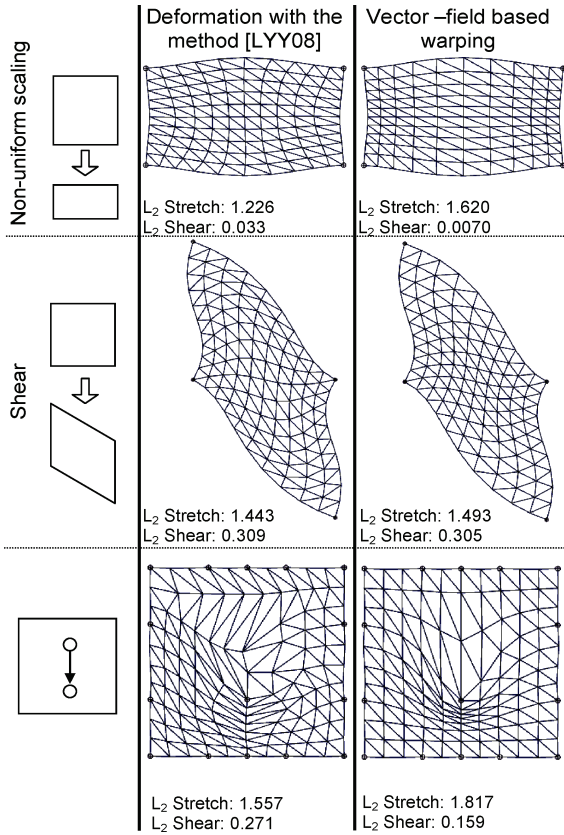 Deformation with the
method [LYY08]
Vector –field based
warping
Non-uniform scaling
L2 Stretch: 1.226
L2 Shear: 0.033
L2 Stretch: 1.620
L2 Shear: 0.0070
Shear
L2 Stretch: 1.443
L2 Shear: 0.309
L2 Stretch: 1.493
L2 Shear: 0.305
L2 Stretch: 1.557
L2 Shear: 0.271
L2 Stretch: 1.817
L2 Shear: 0.159